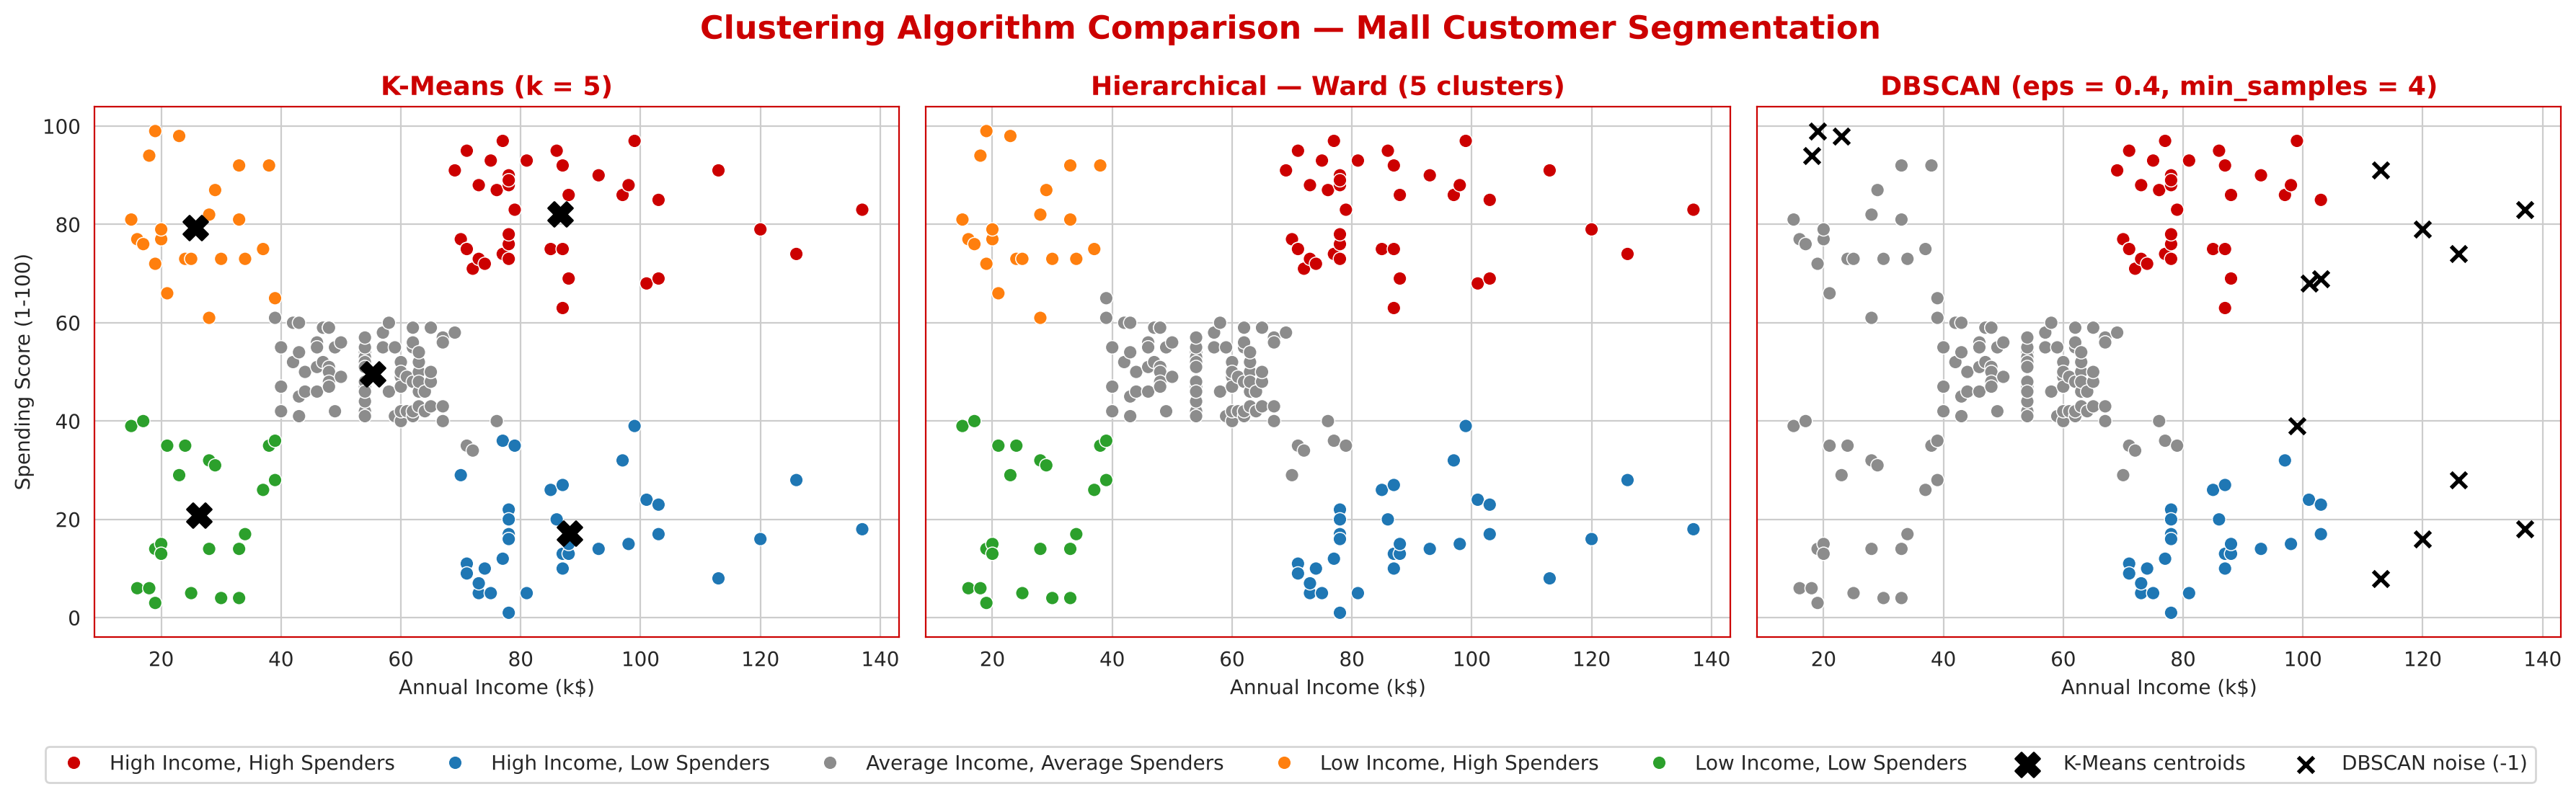 Clustering Algorithm Comparison — Mall Customer Segmentation
K-Means (k = 5)
Hierarchical — Ward (5 clusters)
DBSCAN (eps = 0.4, min_samples = 4)
Spending Score (1-100)
100
80
60
40
20
0
20 40 60 80 100 120 140
20 40 60 80 100 120 140
20 40 60 80 100 120 140
Annual Income (k$)
Annual Income (k$)
Annual Income (k$)
High Income, High Spenders
High Income, Low Spenders
Average Income, Average Spenders
Low Income, High Spenders
Low Income, Low Spenders
K-Means centroids
DBSCAN noise (-1)